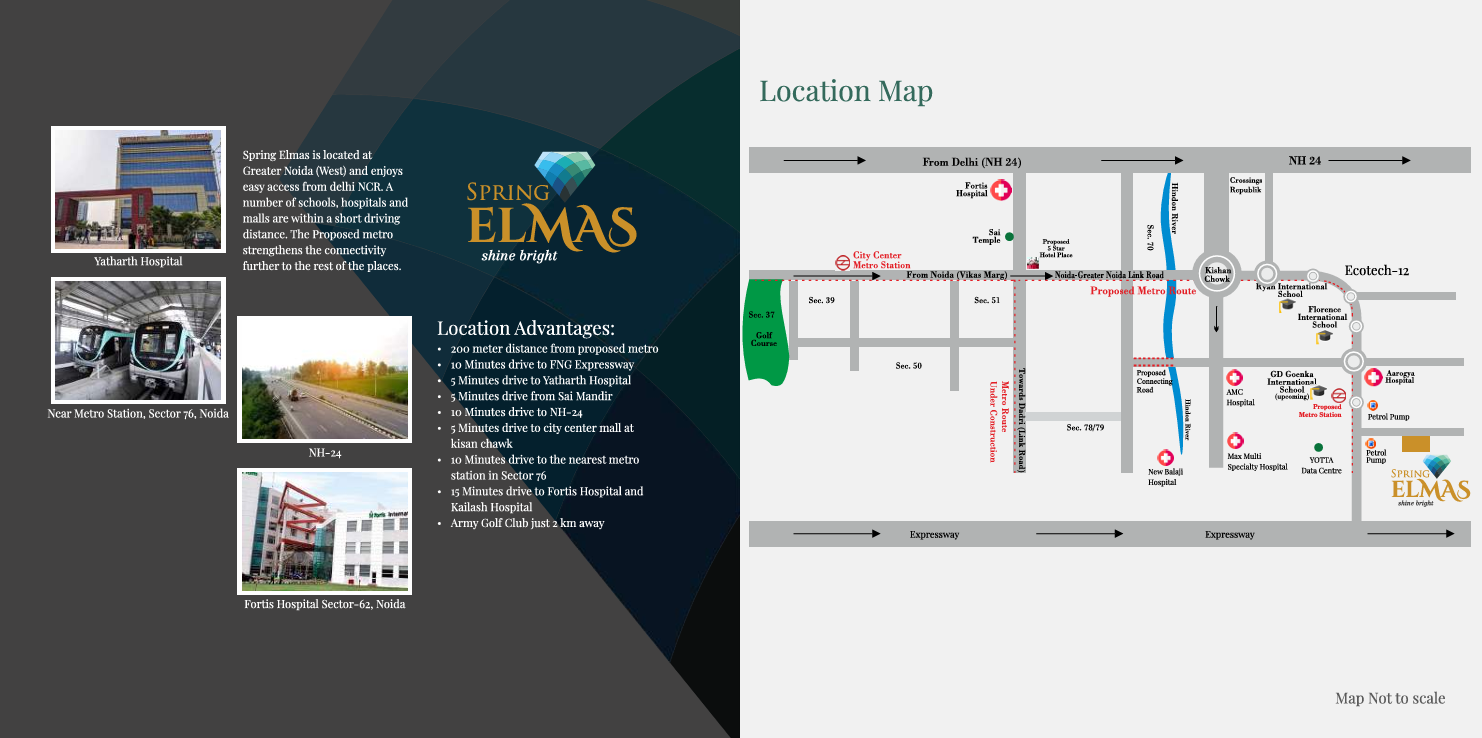 Spring Elmas is located at
Greater Noida (West) and enjoys
easy access from delhi NCR. A
number of schools, hospitals and
malls are within a short driving
distance. The Proposed metro
strengthens the connectivity
further to the rest of the places.
Yatharth Hospital
Near Metro Station, Sector 76, Noida
NH-24
Fortis Hospital Sector-62, Noida
SPRING
ELMAS
shine bright
Location Advantages:
• 200 meter distance from proposed metro
• 10 Minutes drive to FNG Expressway
• 5 Minutes drive to Yatharth Hospital
• 5 Minutes drive from Sai Mandir
• 10 Minutes drive to NH-24
• 5 Minutes drive to city center mall at
kisan chawk
• 10 Minutes drive to the nearest metro
station in Sector 76
• 15 Minutes drive to Fortis Hospital and
Kailash Hospital
• Army Golf Club just 2 km away
Location Map
From Delhi (NH 24)
NH 24
Fortis
Hospital
Sai
Temple
Proposed
5 Star
Hotel Place
Hindon River
Sec. 70
Crossings
Republik
City Center
Metro Station
From Noida (Vikas Marg)
Noida-Greater Noida Link Road
Proposed Metro Route
Kishan
Chowk
Ecotech-12
Ryan International
School
Florence
International
School
Sec. 37
Golf
Course
Sec. 39
Sec. 51
Sec. 50
Metro Route
Under Construction
Towards Dadri (Link Road)
Sec. 78/79
Proposed
Connecting
Road
Hindon River
New Balaji
Hospital
AMC
Hospital
Max Multi
Specialty Hospital
GD Goenka
International
School
(upcoming)
Proposed
Metro Station
YOTTA
Data Centre
Aarogya
Hospital
Petrol Pump
Petrol
Pump
SPRING
ELMAS
shine bright
Expressway
Expressway
Map Not to scale